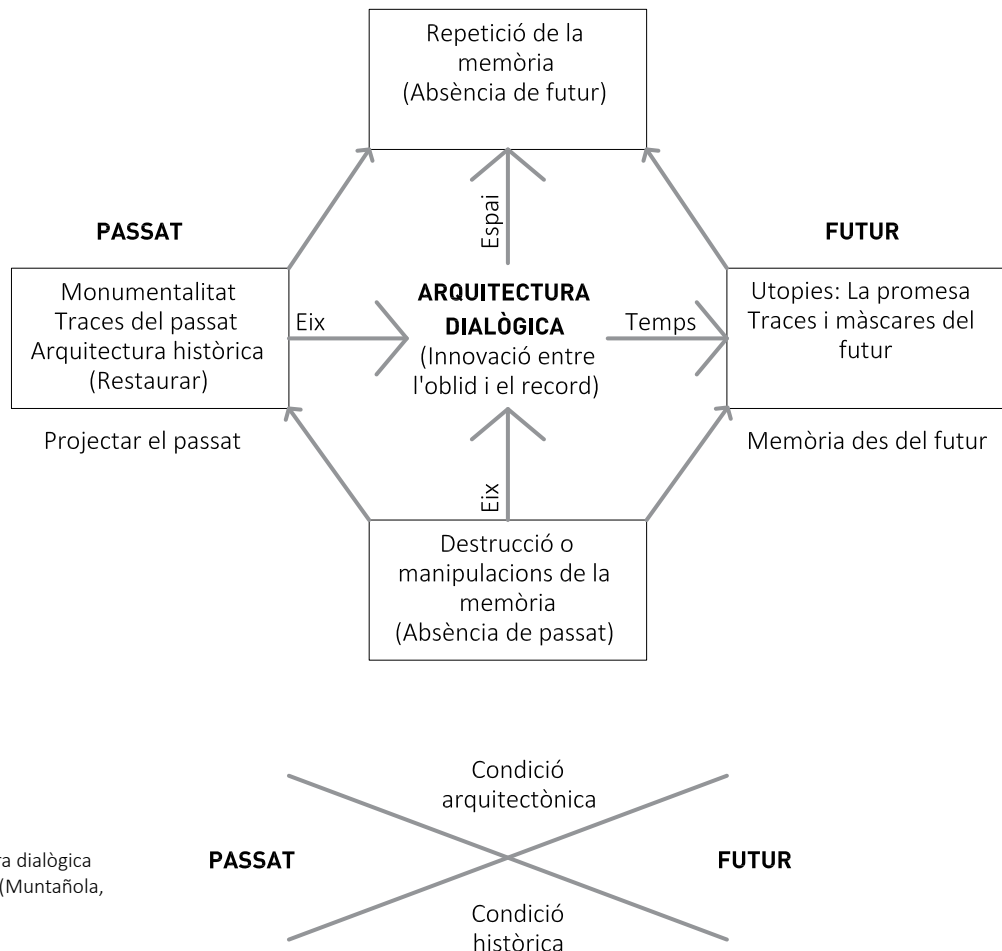 Repetició de la
memòria
(Absència de futur)
PASSAT
Espai
FUTUR
Monumentalitat
Traces del passat
Arquitectura històrica
(Restaurar)
Eix
ARQUITECTURA
DIALÒGICA
(Innovació entre
l'oblid i el record)
Temps
Utopies: La promesa
Traces i màscares del
futur
Projectar el passat
Memòria des del futur
Eix
Destrucció o
manipulacions de la
memòria
(Absència de passat)
Condició
arquitectònica
PASSAT
FUTUR
dialògica
(Muntañola,
Condició
històrica